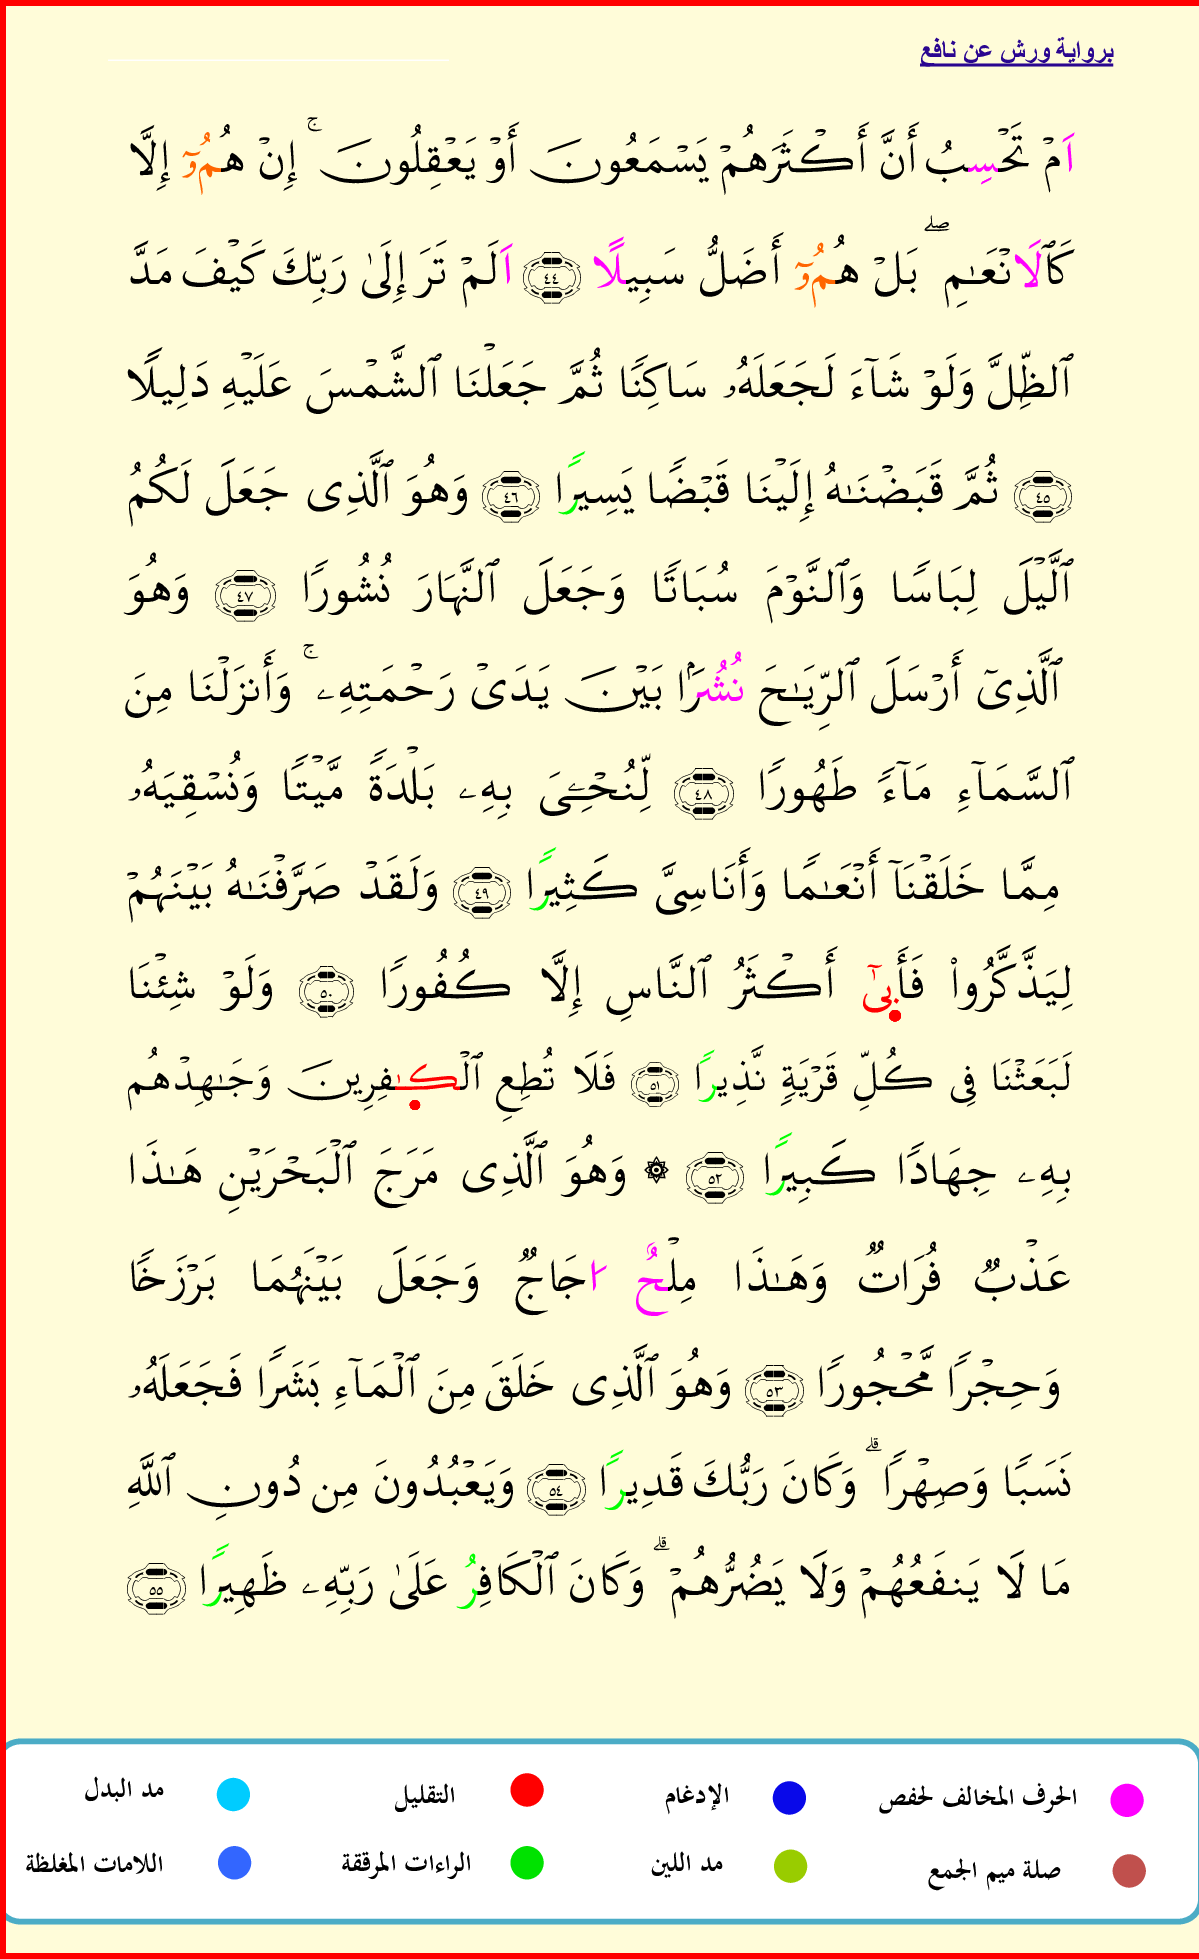 برواية ورش عن نافع
اَمْ تَحْسِبُ أَنَّ أَكْثَرَهُمْ يَسْمَعُونَ أَوْ يَعْقِلُونَ ۚ إِنْ هُمُۥٓ إِلَّا
كَالَانْعَٰمِ ۖ بَلْ هُمُۥٓ أَضَلُّ سَبِيلًا ٤٤ اَلَمْ تَرَ إِلَىٰ رَبِّكَ كَيْفَ مَدَّ
ٱلظِّلَّ وَلَوْ شَآءَ لَجَعَلَهُۥ سَاكِنًا ثُمَّ جَعَلْنَا ٱلشَّمْسَ عَلَيْهِ دَلِيلًا
٤٥ ثُمَّ قَبَضْنَٰهُ إِلَيْنَا قَبْضًا يَسِيرًا ٤٦ وَهُوَ ٱلَّذِى جَعَلَ لَكُمُ
ٱلَّيْلَ لِبَاسًا وَٱلنَّوْمَ سُبَاتًا وَجَعَلَ ٱلنَّهَارَ نُشُورًا ٤٧ وَهُوَ
ٱلَّذِىٓ أَرْسَلَ ٱلرِّيَٰحَ نُشُرَۢا بَيْنَ يَدَىْ رَحْمَتِهِۦ ۚ وَأَنزَلْنَا مِنَ
ٱلسَّمَآءِ مَآءً طَهُورًا ٤٨ لِّنُحْـِۧىَ بِهِۦ بَلْدَةً مَّيْتًا وَنُسْقِيَهُۥ
مِمَّا خَلَقْنَآ أَنْعَٰمًا وَأَنَاسِىَّ كَثِيرًا ٤٩ وَلَقَدْ صَرَّفْنَٰهُ بَيْنَهُمْ
لِيَذَّكَّرُوا۟ فَأَبىٰٓ أَكْثَرُ ٱلنَّاسِ إِلَّا كُفُورًا ٥٠ وَلَوْ شِئْنَا
لَبَعَثْنَا فِى كُلِّ قَرْيَةٍ نَّذِيرًا ٥١ فَلَا تُطِعِ ٱلْكَٰفِرِينَ وَجَٰهِدْهُم
بِهِۦ جِهَادًا كَبِيرًا ٥٢ ۞ وَهُوَ ٱلَّذِى مَرَجَ ٱلْبَحْرَيْنِ هَٰذَا
عَذْبٌ فُرَاتٌ وَهَٰذَا مِلْحٌ اجَاجٌ وَجَعَلَ بَيْنَهُمَا بَرْزَخًا
وَحِجْرًا مَّحْجُورًا ٥٣ وَهُوَ ٱلَّذِى خَلَقَ مِنَ ٱلْمَآءِ بَشَرًا فَجَعَلَهُۥ
نَسَبًا وَصِهْرًا ۗ وَكَانَ رَبُّكَ قَدِيرًا ٥٤ وَيَعْبُدُونَ مِن دُونِ ٱللَّهِ
مَا لَا يَنفَعُهُمْ وَلَا يَضُرُّهُمْ ۗ وَكَانَ ٱلْكَافِرُ عَلَىٰ رَبِّهِۦ ظَهِيرًا ٥٥
الحرف المخالف لحفص الإدغام التقليل مد البدل
صلة ميم الجمع مد اللين الراءات المرققة اللامات المغلظة